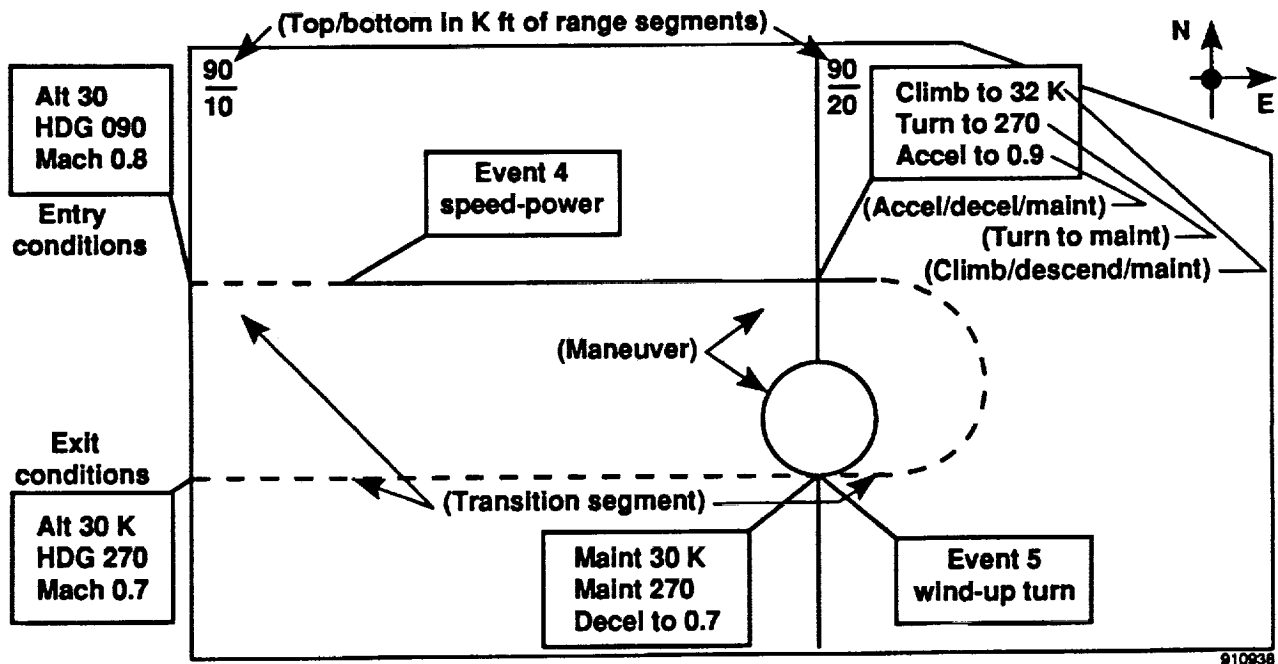 (Top/bottom in K ft of range segments)
N
E
90
10
90
20
Alt 30
HDG 090
Mach 0.8
Entry
conditions
Event 4
speed-power
Climb to 32 K
Turn to 270
Accel to 0.9
(Accel/decel/maint)
(Turn to maint)
(Climb/descend/maint)
(Maneuver)
Exit
conditions
Alt 30 K
HDG 270
Mach 0.7
(Transition segment)
Maint 30 K
Maint 270
Decel to 0.7
Event 5
wind-up turn
910938